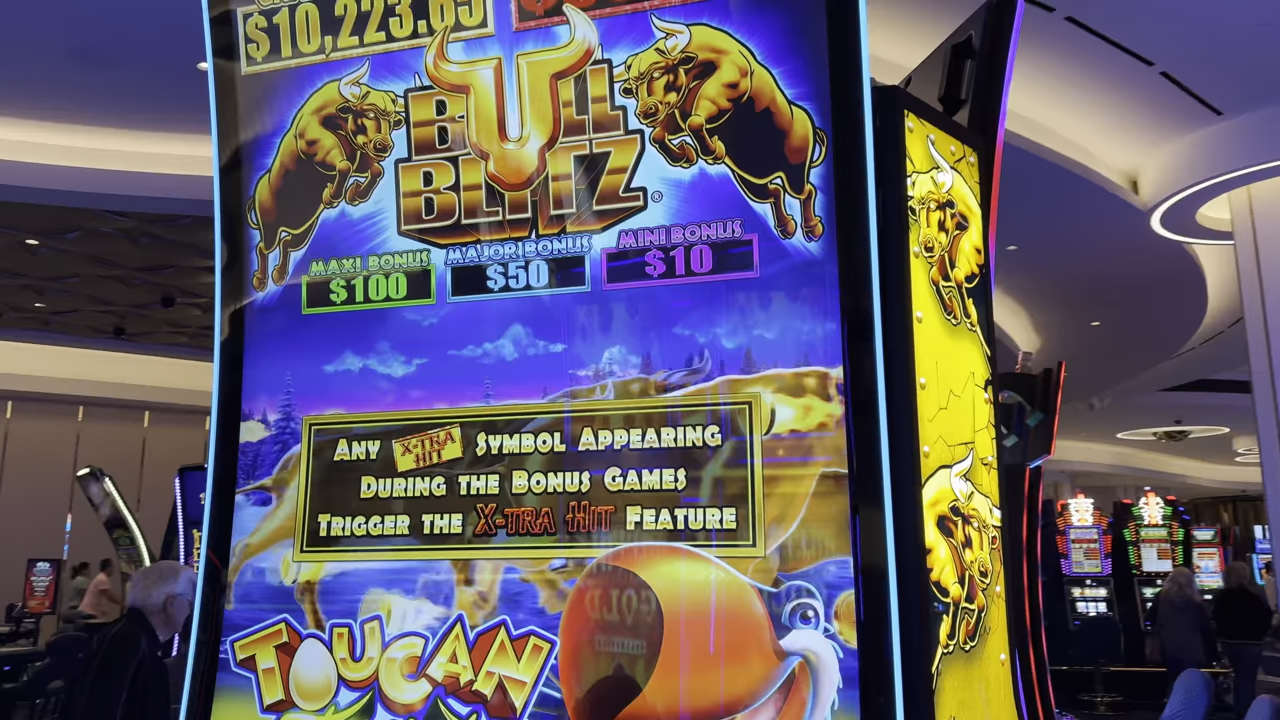 $10,223.65
BULL
BLITZ®
MAXI BONUS
$100
MAJOR BONUS
$50
MINI BONUS
$10
ANY X-TRA HIT SYMBOL APPEARING
DURING THE BONUS GAMES
TRIGGER THE X-TRA HIT FEATURE
TOUCAN
GOLD